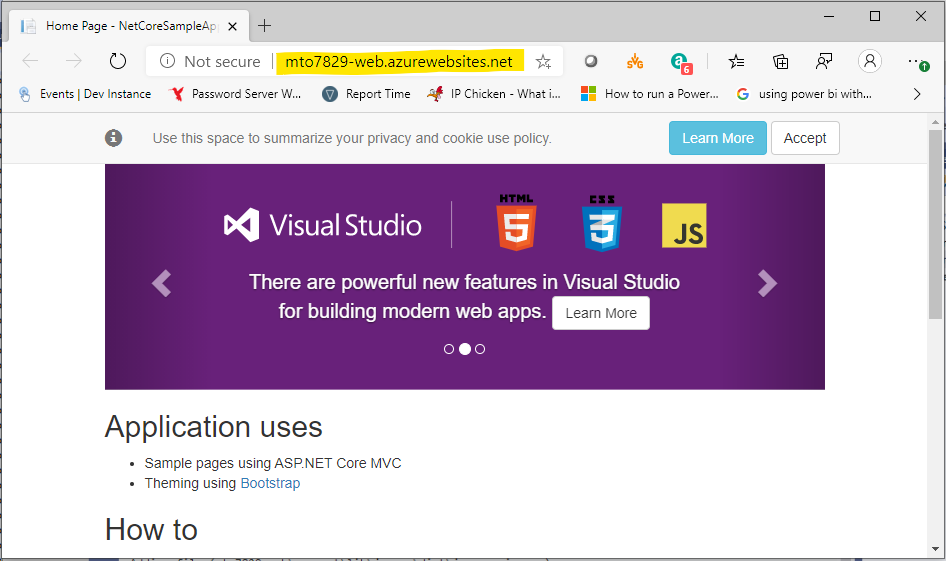 Home Page - NetCoreSampleAp
Not secure mto7829-web.azurewebsites.net
6
Events | Dev Instance Password Server W... Report Time IP Chicken - What i... How to run a Power... using power bi with...
Use this space to summarize your privacy and cookie use policy. Learn More Accept
Visual Studio HTML 5 CSS 3 JS
There are powerful new features in Visual Studio
for building modern web apps. Learn More
Application uses
Sample pages using ASP.NET Core MVC
Theming using Bootstrap
How to